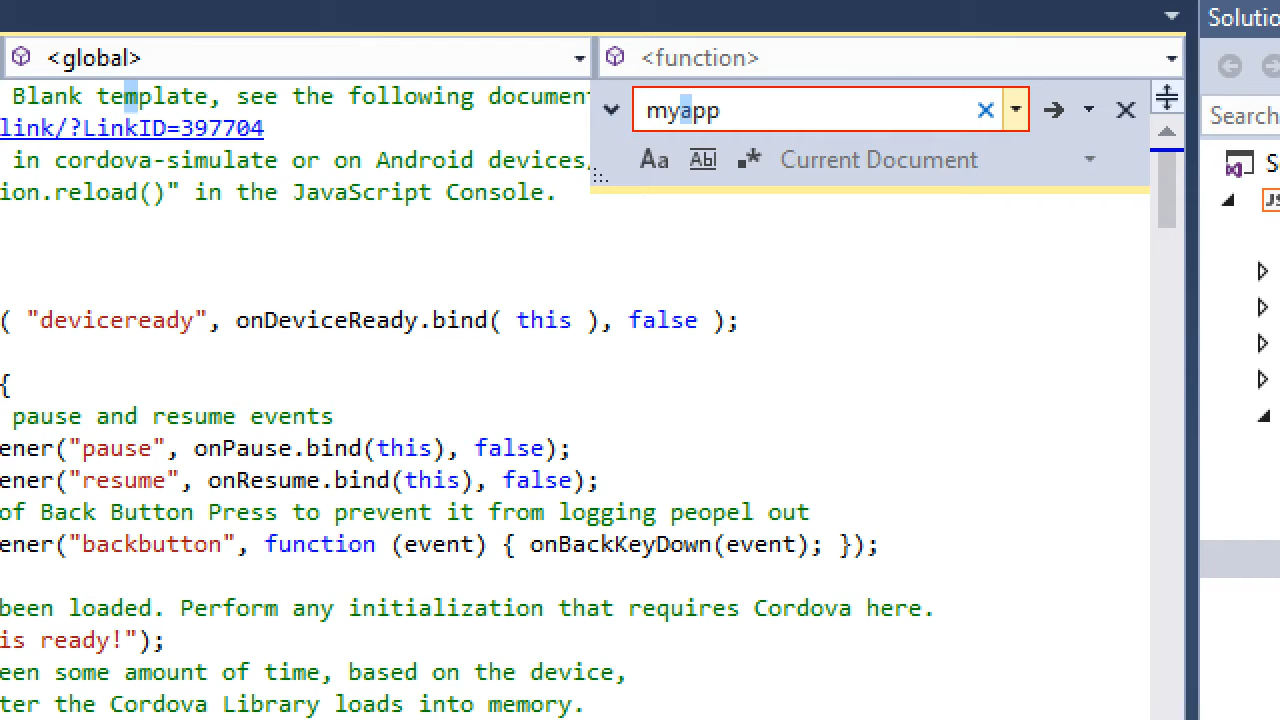 Solutio
<global>
<function>
Blank template, see the following document
myapp
Search
link/?LinkID=397704
in cordova-simulate or on Android devices/
Aa Abl .* Current Document
S
ion.reload()" in the JavaScript Console.
JS
( "deviceready", onDeviceReady.bind( this ), false );
{
pause and resume events
ener("pause", onPause.bind(this), false);
ener("resume", onResume.bind(this), false);
of Back Button Press to prevent it from logging peopel out
ener("backbutton", function (event) { onBackKeyDown(event); });
been loaded. Perform any initialization that requires Cordova here.
is ready!");
een some amount of time, based on the device,
ter the Cordova Library loads into memory.